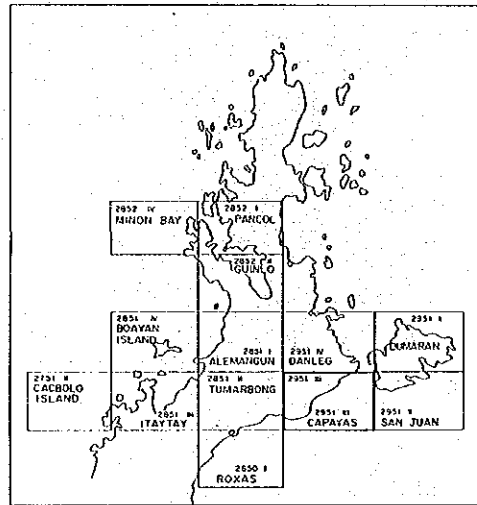 2852 IV
MINON BAY
2852 I
PANCOL
2852 II
GUINLO
2851 IV
BOAYAN
ISLAND
2851 I
ALEMANGUN
2951 IV
DANLEG
2951 I
DUMARAN
2751 II
CACBOLO
ISLAND
2851 III
ITAYTAY
2851 II
TUMARBONG
2951 III
2951 III
CAPAYAS
2951 II
SAN JUAN
2850 I
ROXAS